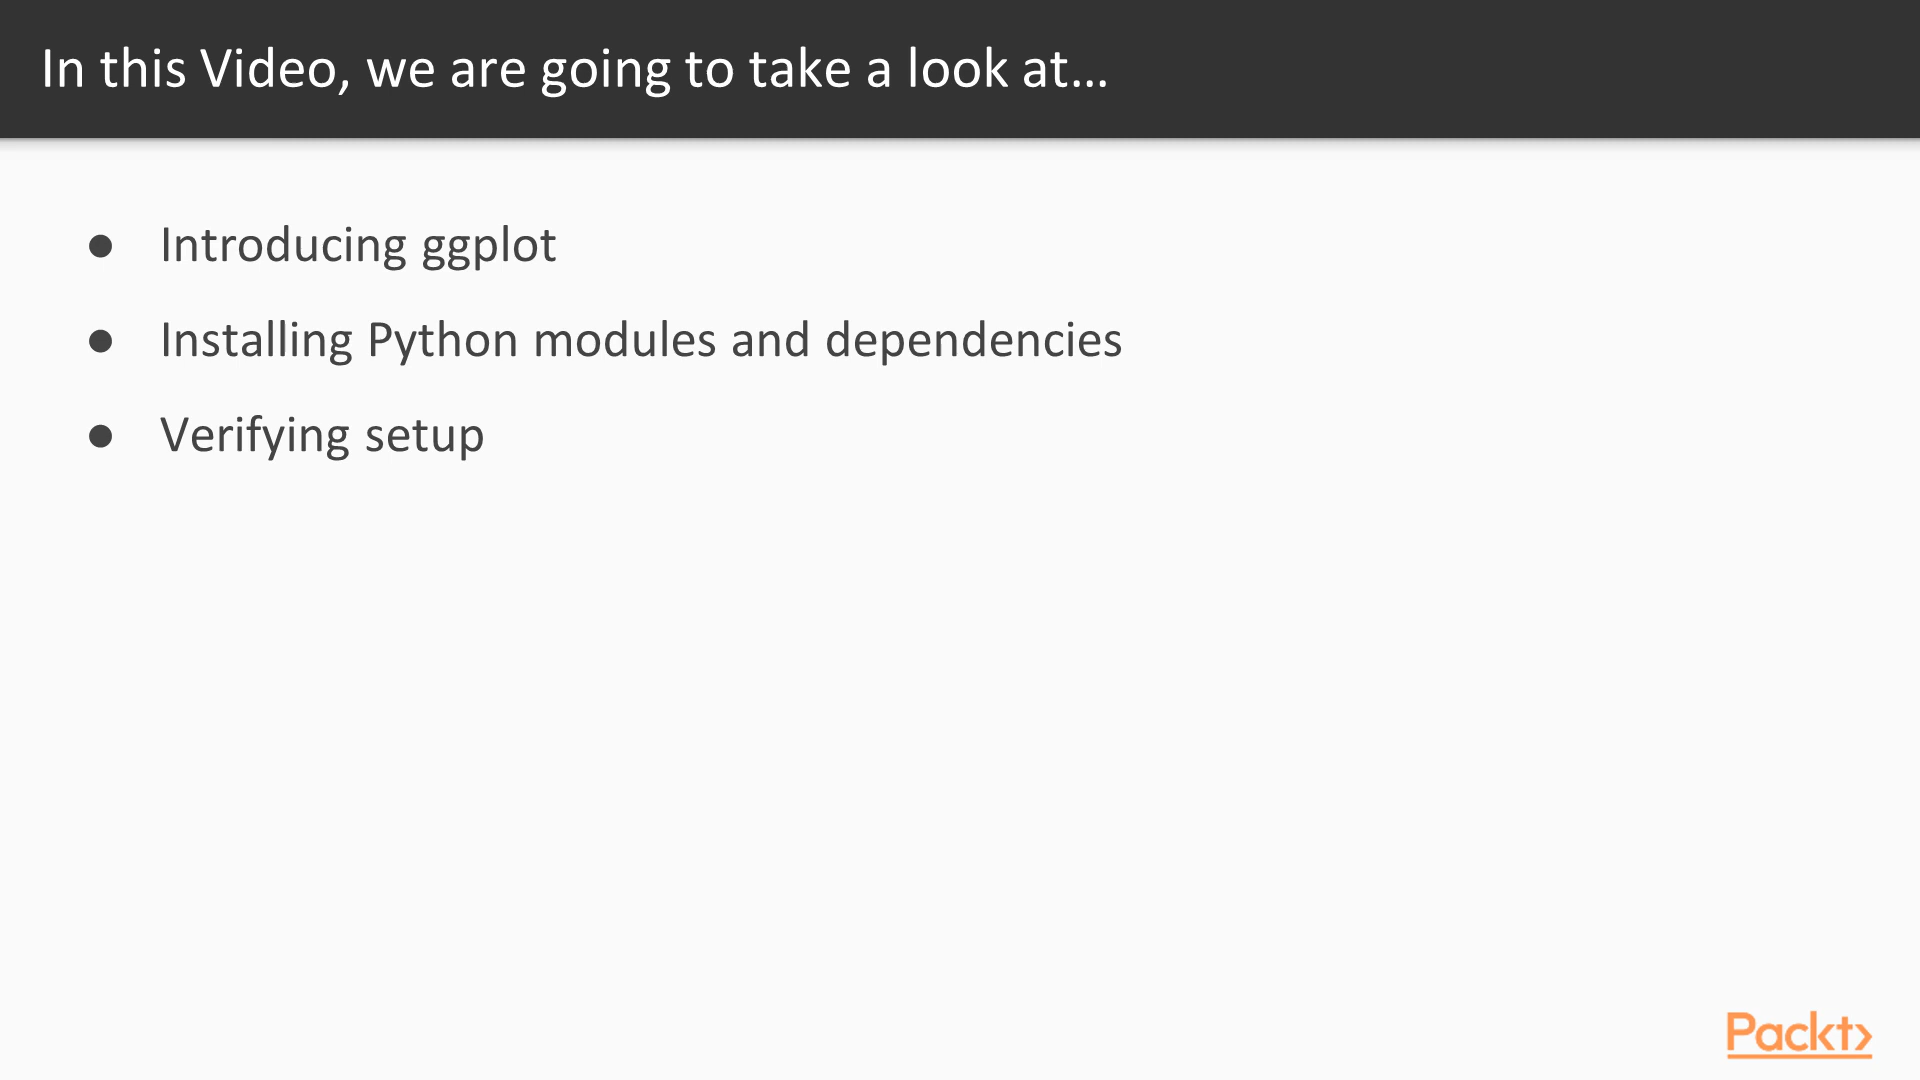 In this Video, we are going to take a look at...
● Introducing ggplot
● Installing Python modules and dependencies
● Verifying setup
Packt>